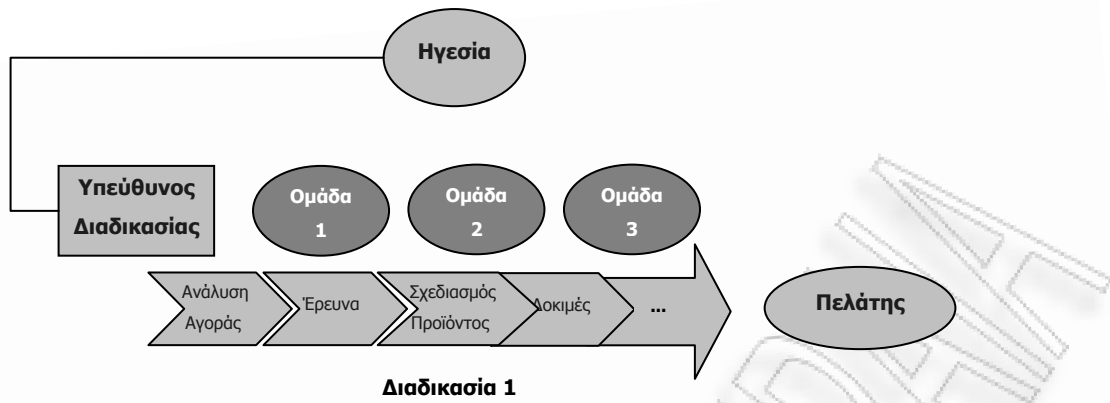 Ηγεσία
Υπεύθυνος
Διαδικασίας
Ομάδα
1
Ομάδα
2
Ομάδα
3
Ανάλυση
Αγοράς
Έρευνα
Σχεδιασμός
Προϊόντος
Δοκιμές
...
Πελάτης
Διαδικασία 1